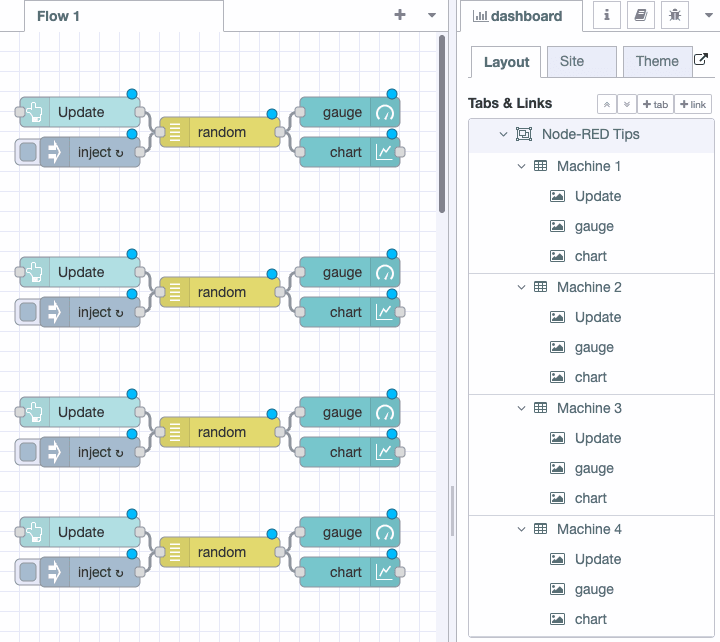 Flow 1
Update
inject ↻
random
gauge
chart
Update
inject ↻
random
gauge
chart
Update
inject ↻
random
gauge
chart
Update
inject ↻
random
gauge
chart
dashboard
Layout
Site
Theme
Tabs & Links
+ tab
+ link
Node-RED Tips
Machine 1
Update
gauge
chart
Machine 2
Update
gauge
chart
Machine 3
Update
gauge
chart
Machine 4
Update
gauge
chart